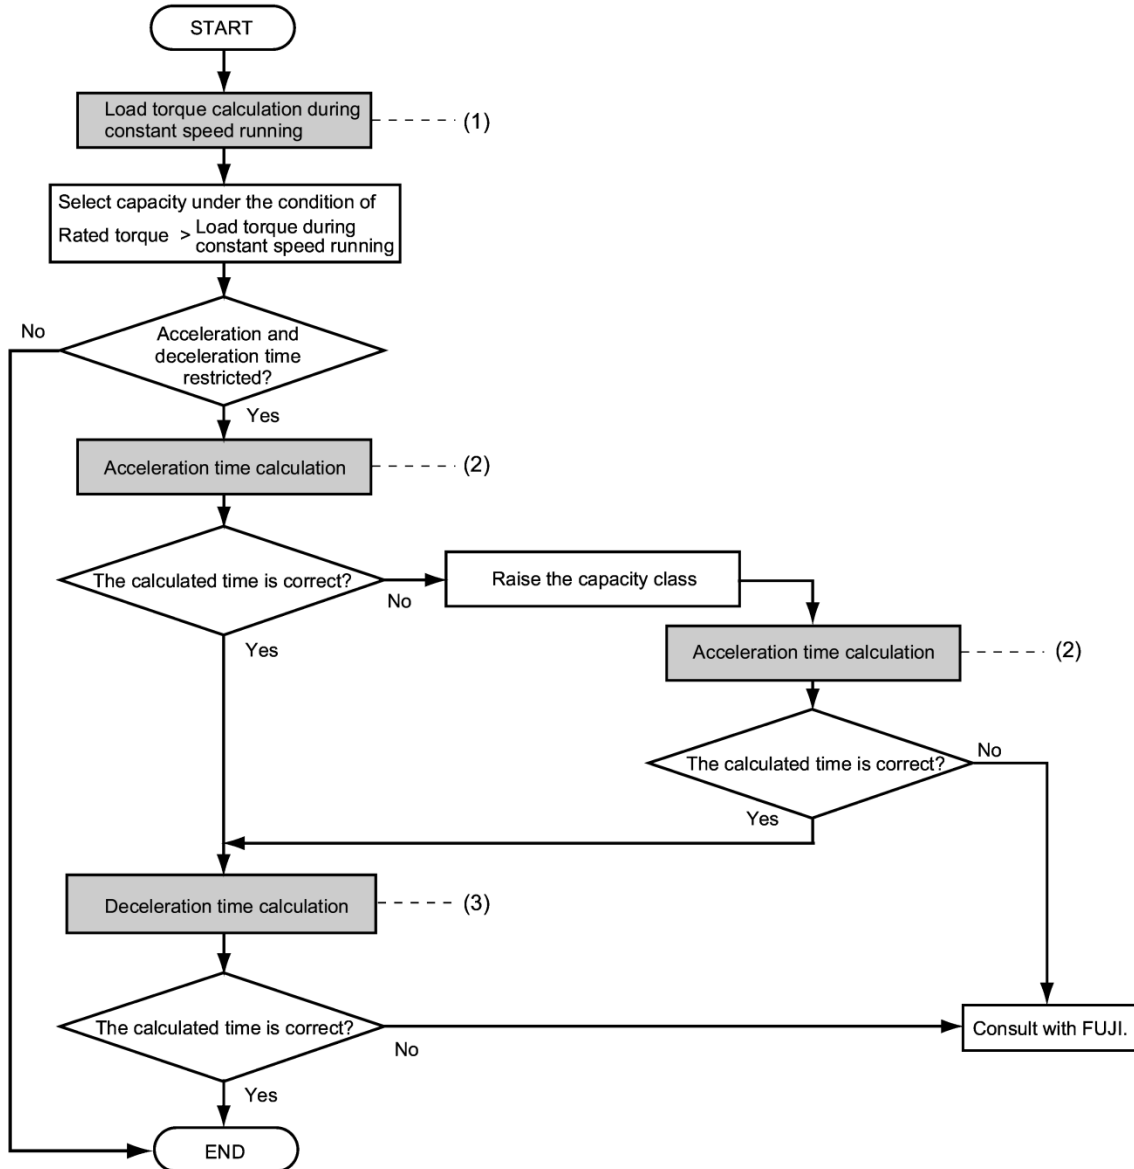 START
Load torque calculation during
constant speed running
(1)
Select capacity under the condition of
Rated torque > Load torque during
constant speed running
No
Acceleration and
deceleration time
restricted?
Yes
Acceleration time calculation
(2)
The calculated time is correct?
No
Raise the capacity class
Yes
Acceleration time calculation
(2)
The calculated time is correct?
No
Yes
Deceleration time calculation
(3)
The calculated time is correct?
No
Consult with FUJI.
Yes
END